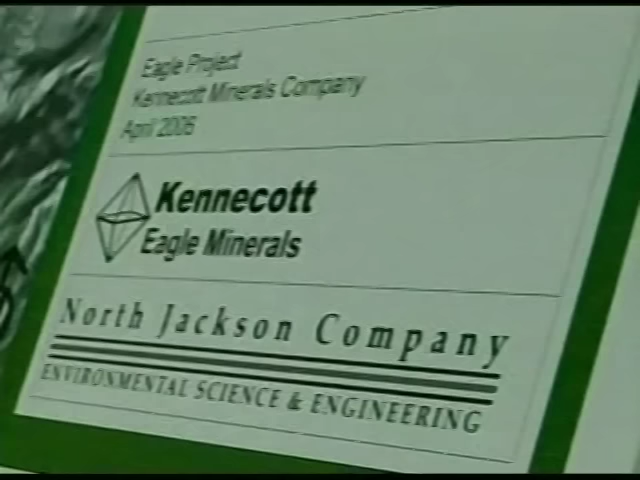 Eagle Project
Kennecott Minerals Company
April 2006
Kennecott
Eagle Minerals
North Jackson Company
ENVIRONMENTAL SCIENCE & ENGINEERING